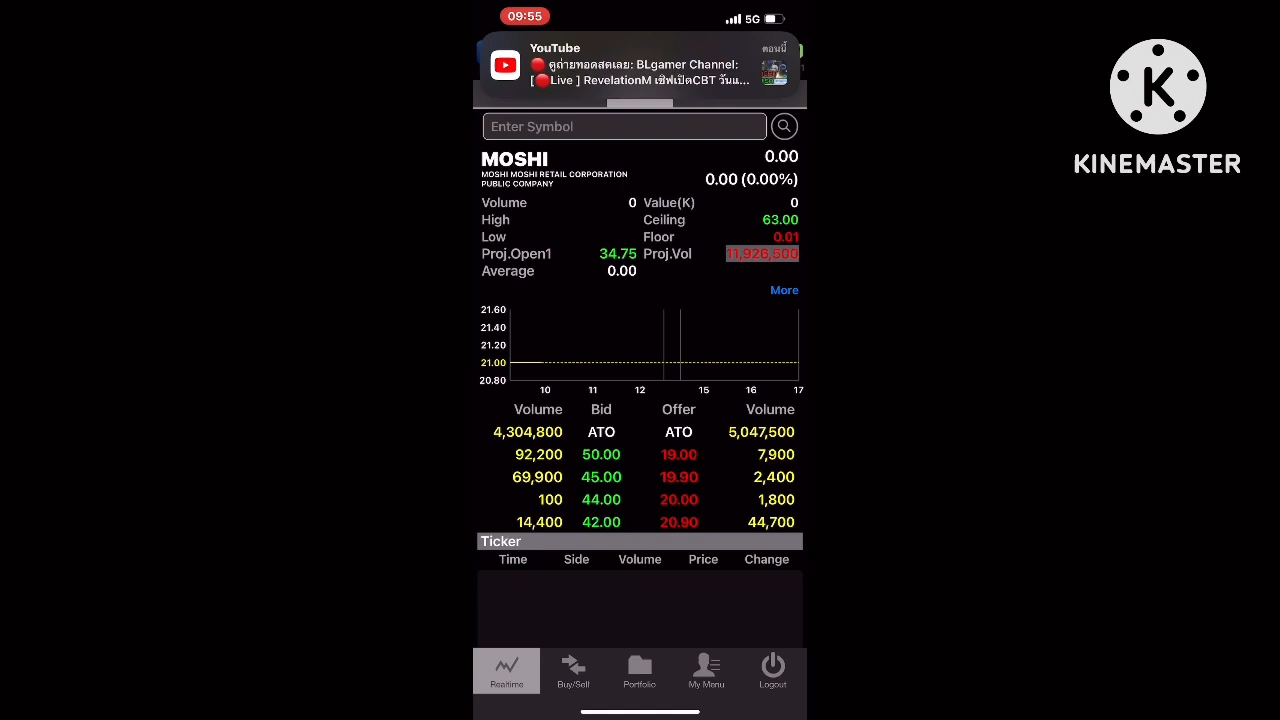 09:55
5G
YouTube
ตอนนี้
🔴 ดูถ่ายทอดสดเลย: BLgamer Channel:
[🔴Live ] RevelationM เซิฟเปิดCBT วันแ...
Enter Symbol
MOSHI 0.00
MOSHI MOSHI RETAIL CORPORATION
PUBLIC COMPANY
0.00 (0.00%)
Volume 0 Value(K) 0
High Ceiling 63.00
Low Floor 0.01
Proj.Open1 34.75 Proj.Vol 11,926,500
Average 0.00
More
21.60
21.40
21.20
21.00
20.80
10 11 12 15 16 17
Volume Bid Offer Volume
4,304,800 ATO ATO 5,047,500
92,200 50.00 19.00 7,900
69,900 45.00 19.90 2,400
100 44.00 20.00 1,800
14,400 42.00 20.90 44,700
Ticker
Time Side Volume Price Change
Realtime Buy/Sell Portfolio My Menu Logout
K
KINEMASTER